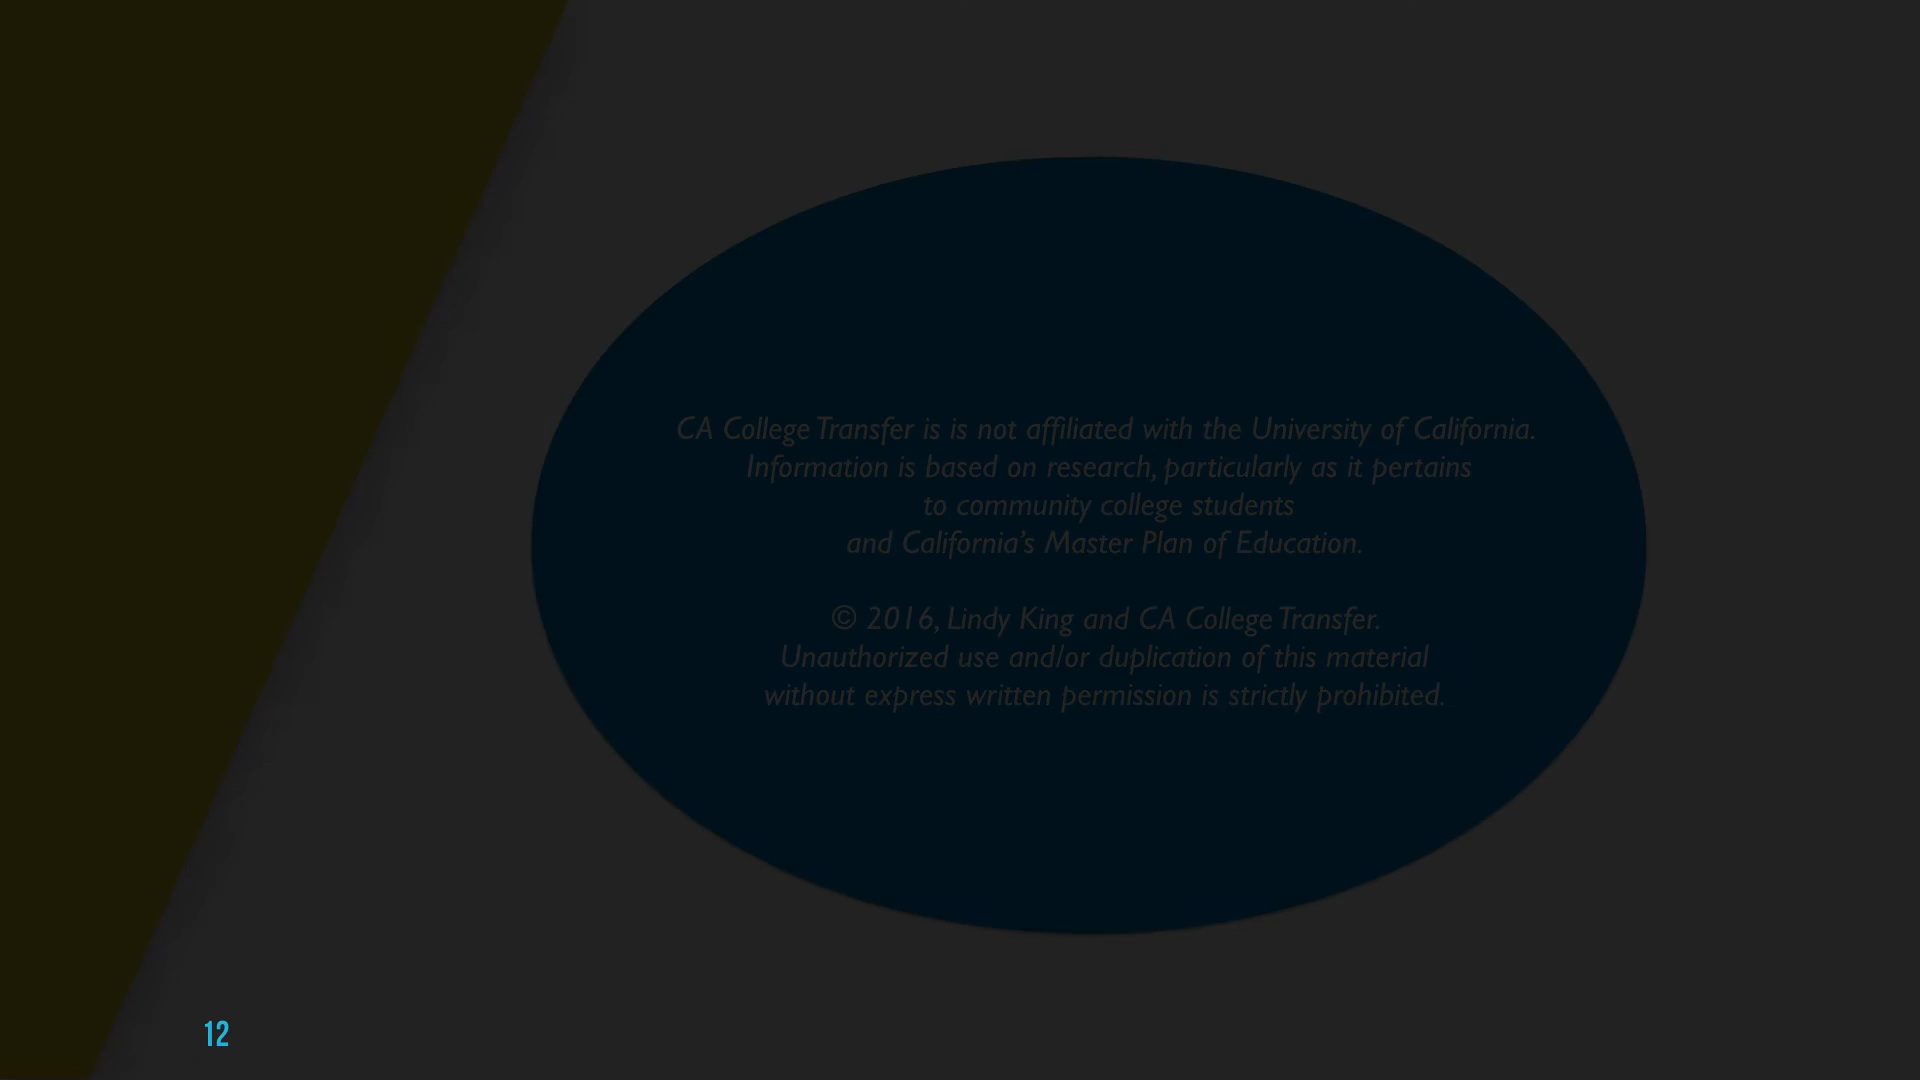 CA College Transfer is is not affiliated with the University of California.
Information is based on research, particularly as it pertains
to community college students
and California’s Master Plan of Education.
© 2016, Lindy King and CA College Transfer.
Unauthorized use and/or duplication of this material
without express written permission is strictly prohibited.
12